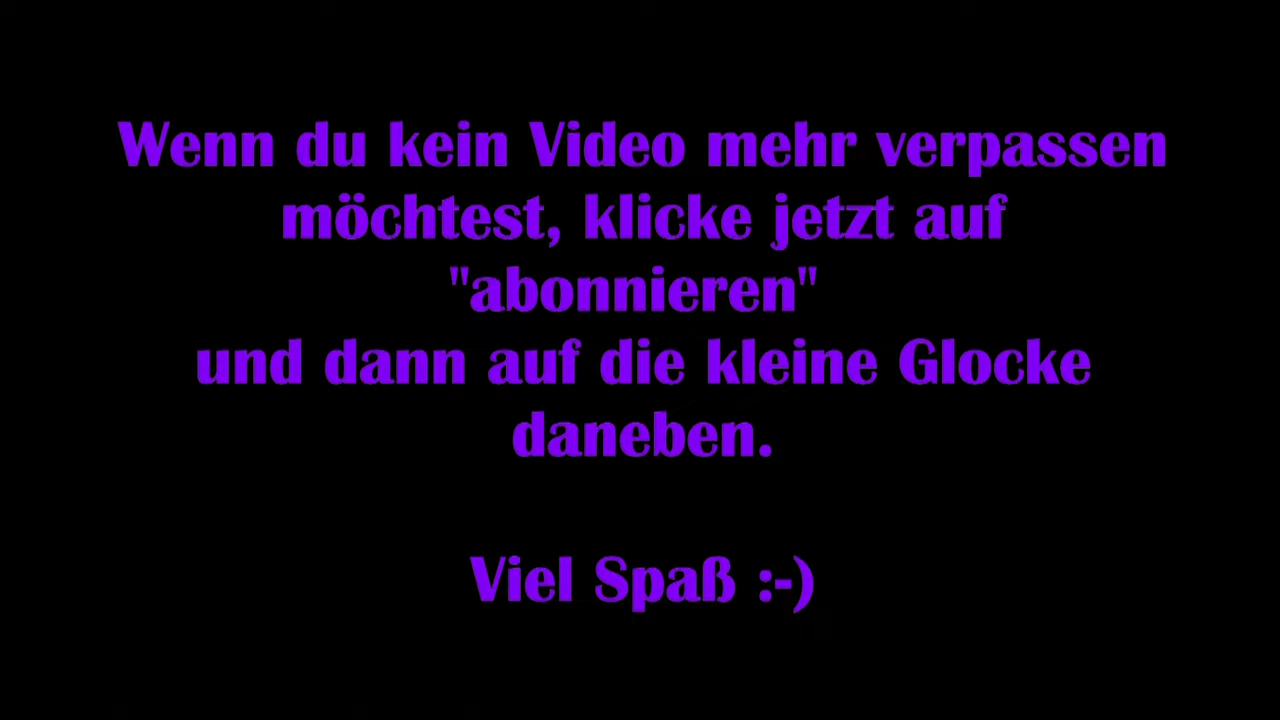 Wenn du kein Video mehr verpassen
möchtest, klicke jetzt auf
"abonnieren"
und dann auf die kleine Glocke
daneben.
Viel Spaß :-)